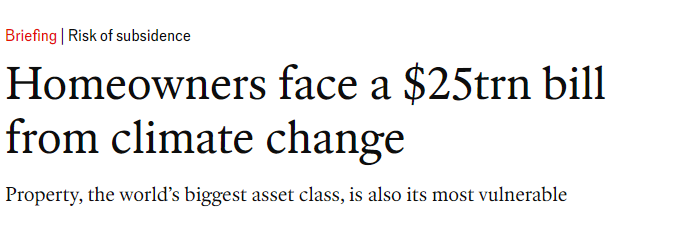 Briefing | Risk of subsidence
Homeowners face a $25trn bill
from climate change
Property, the world’s biggest asset class, is also its most vulnerable